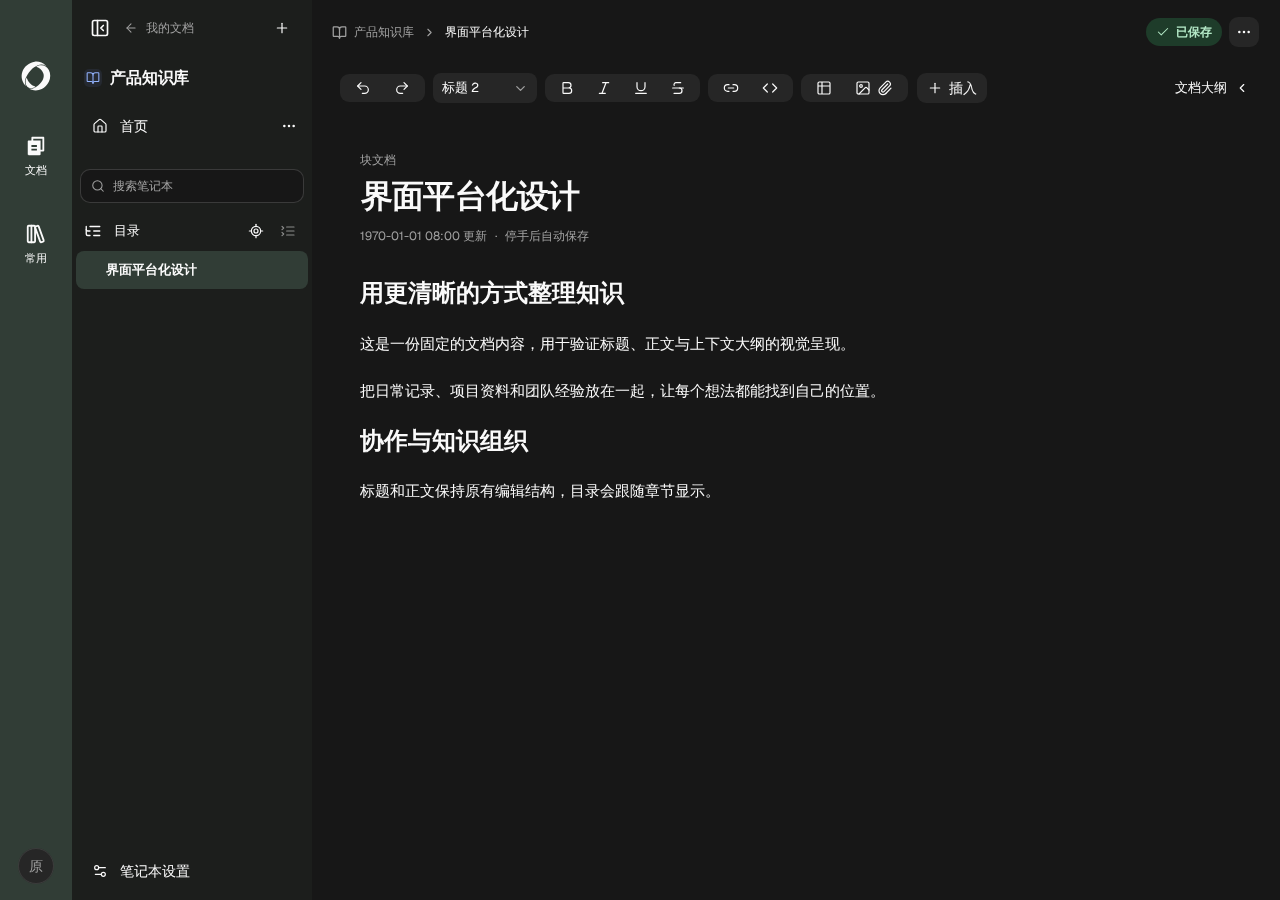 文档
常用
原
我的文档
产品知识库
首页
搜索笔记本
目录
界面平台化设计
笔记本设置
产品知识库
界面平台化设计
已保存
标题 2
插入
文档大纲
块文档
界面平台化设计
1970-01-01 08:00 更新 · 停手后自动保存
用更清晰的方式整理知识
这是一份固定的文档内容，用于验证标题、正文与上下文大纲的视觉呈现。
把日常记录、项目资料和团队经验放在一起，让每个想法都能找到自己的位置。
协作与知识组织
标题和正文保持原有编辑结构，目录会跟随章节显示。